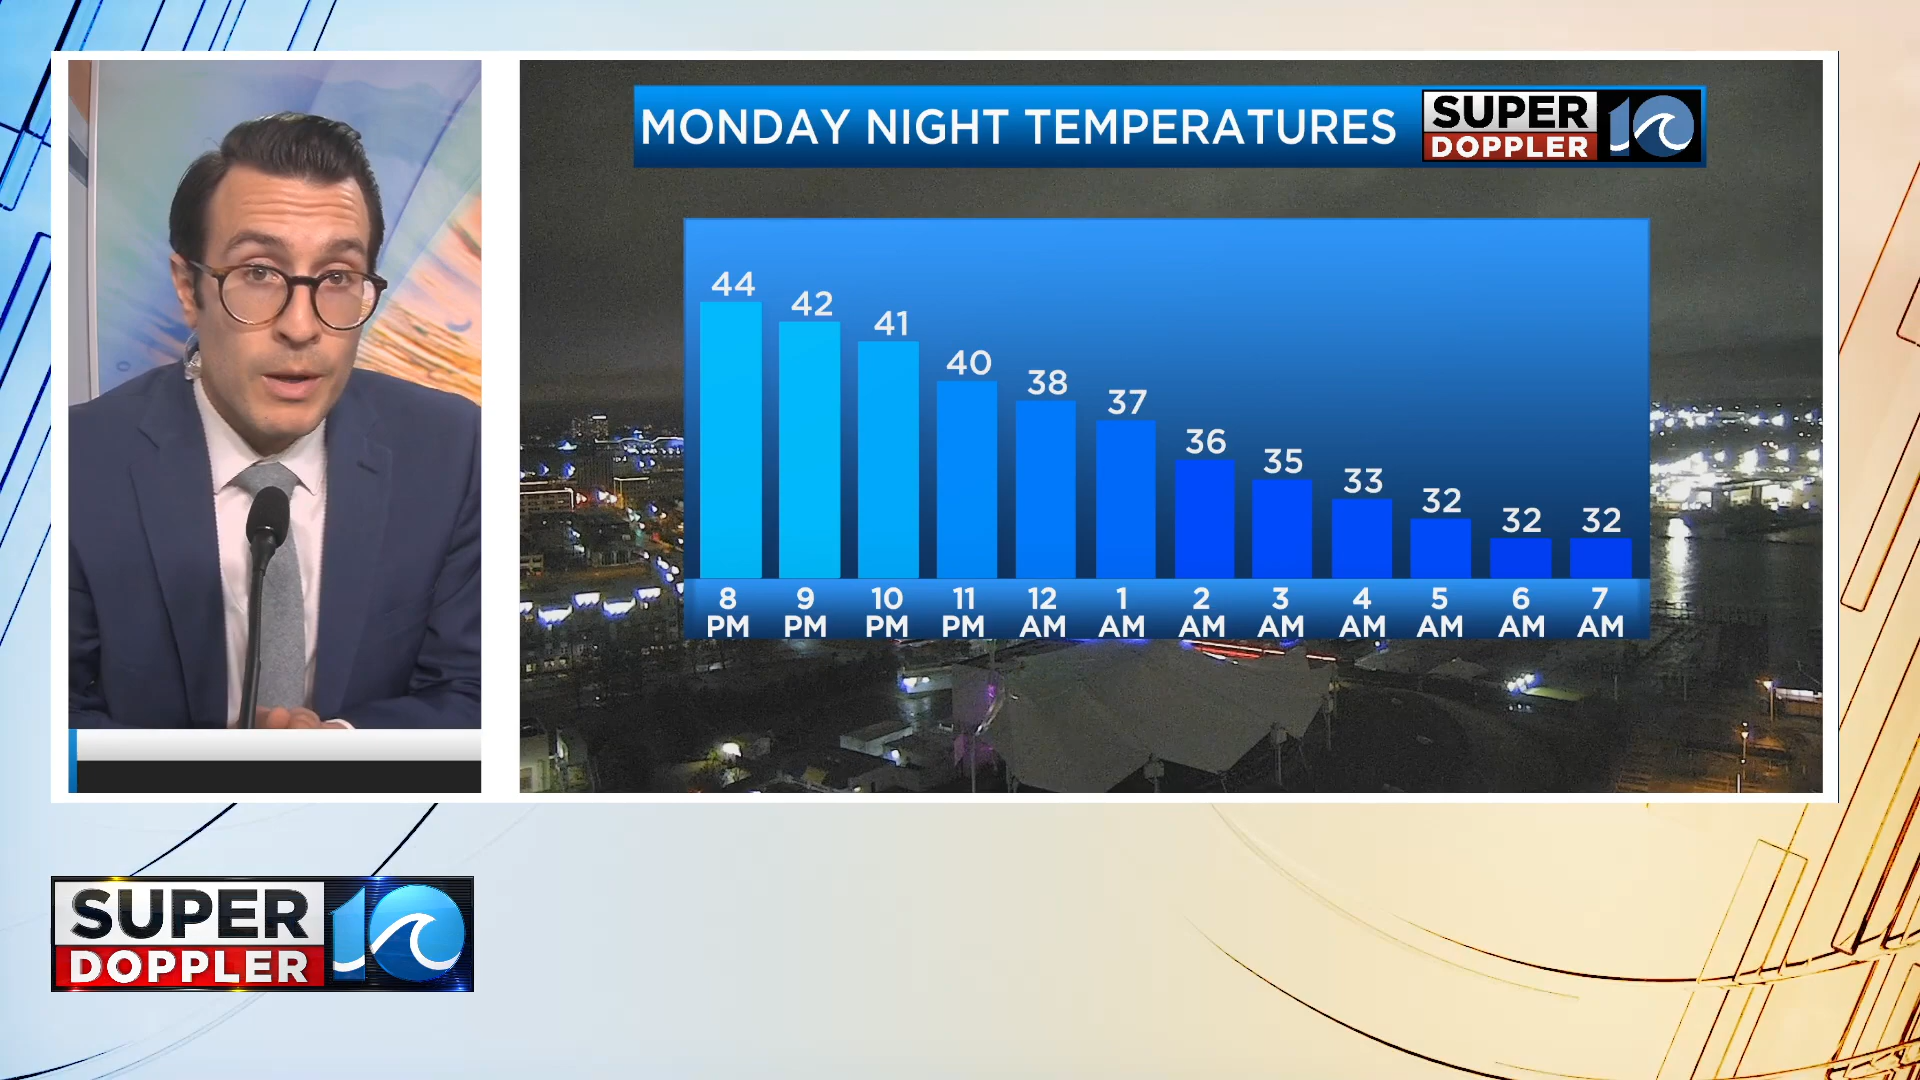 MONDAY NIGHT TEMPERATURES
SUPER
DOPPLER 10
44 42 41 40 38 37 36 35 33 32 32 32
8 9 10 11 12 1 2 3 4 5 6 7
PM PM PM PM AM AM AM AM AM AM AM AM
SUPER
DOPPLER 10